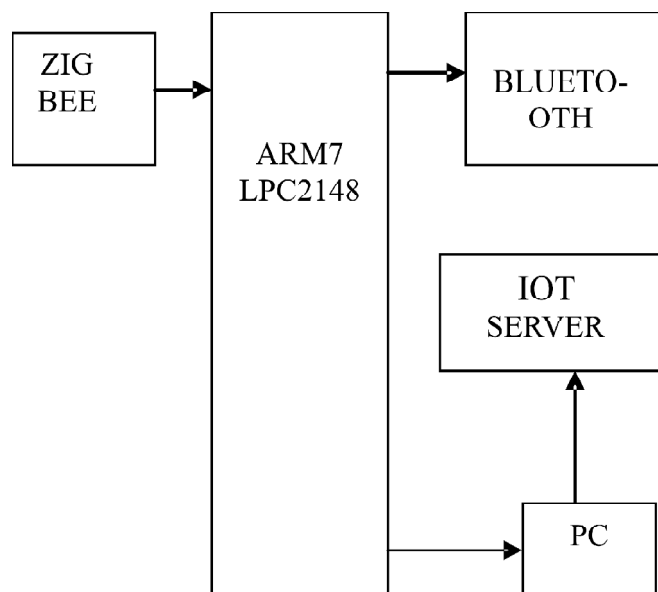 ZIG
BEE
ARM7
LPC2148
BLUETO-
OTH
IOT
SERVER
PC